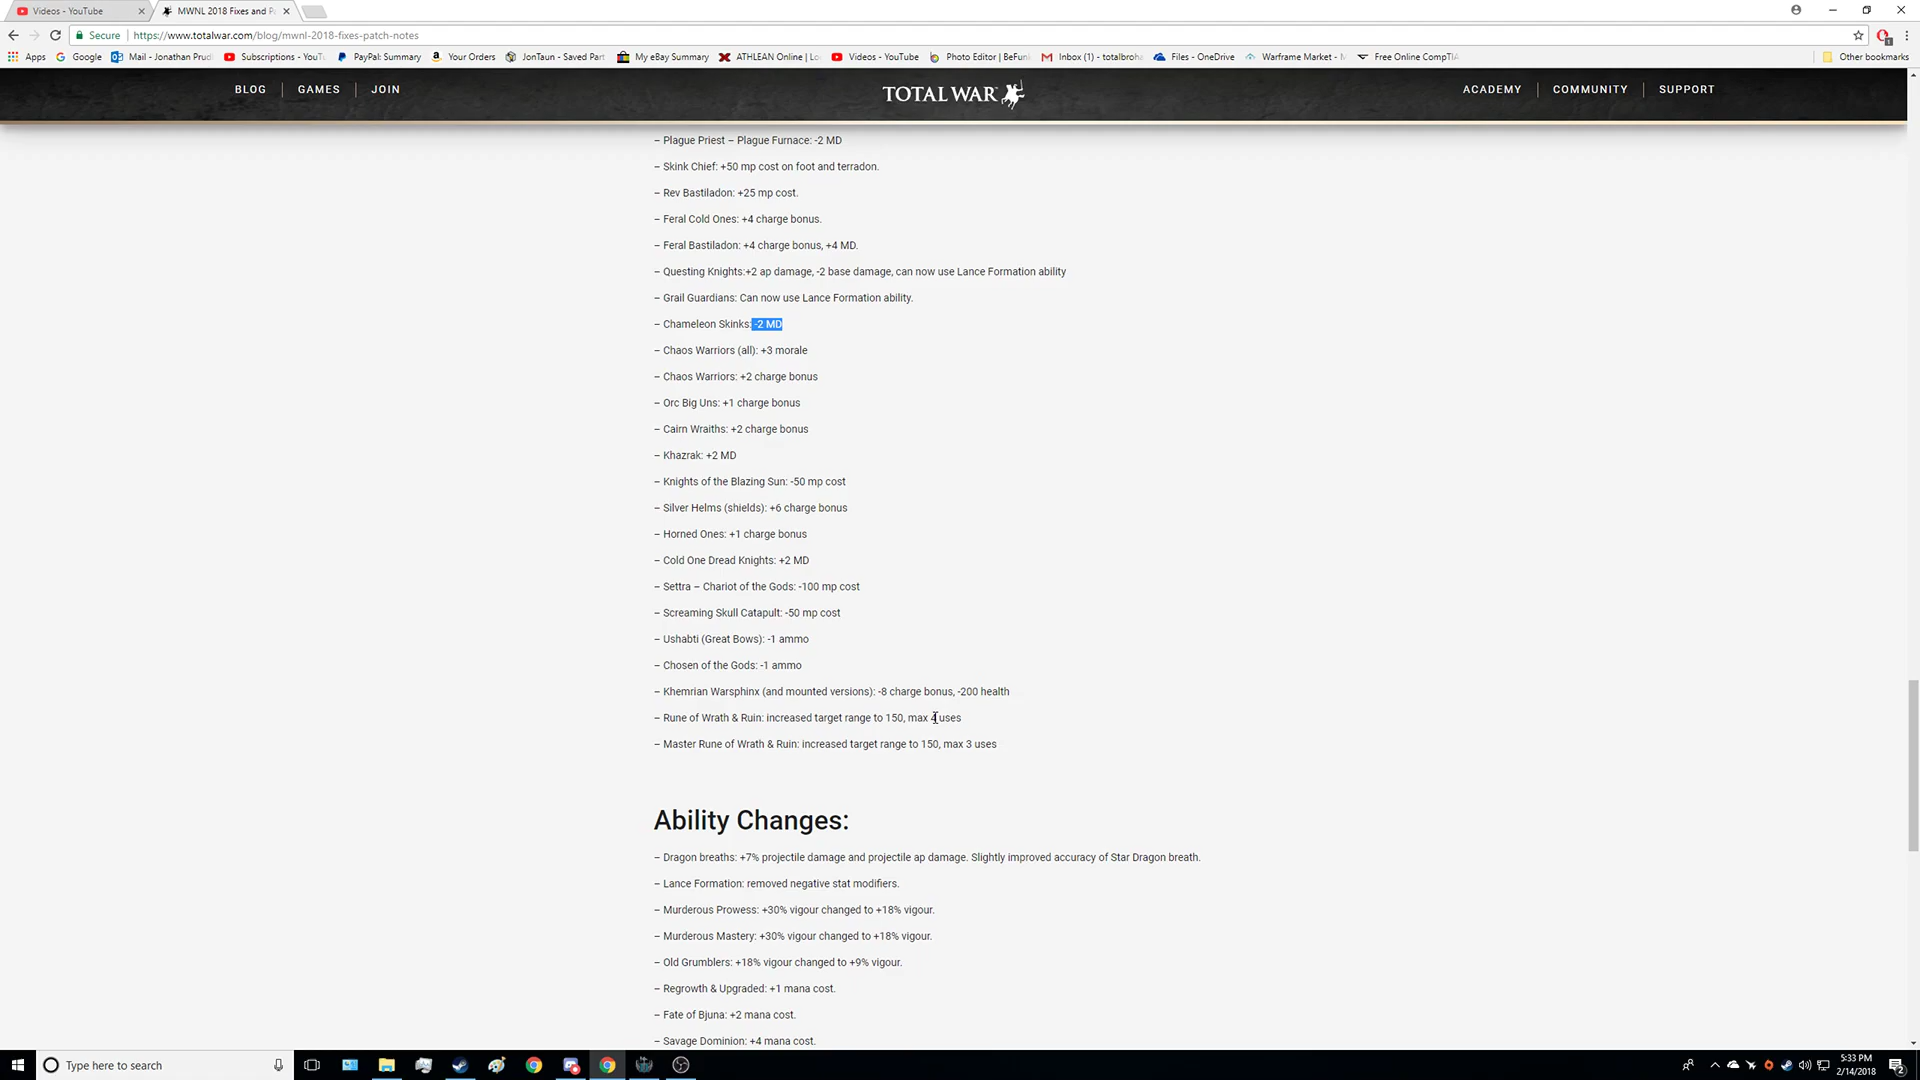 Videos - YouTube
MWNL 2018 Fixes and P
Secure
https://www.totalwar.com/blog/mwnl-2018-fixes-patch-notes
Apps
Google
Mail - Jonathan Prud
Subscriptions - YouT
PayPal: Summary
Your Orders
JonTaun - Saved Part
My eBay Summary
ATHLEAN Online | Lo
Videos - YouTube
Photo Editor | BeFun
Inbox (1) - totalbroha
Files - OneDrive
Warframe Market - M
Free Online CompTIA
Other bookmarks
BLOG
GAMES
JOIN
TOTAL WAR
ACADEMY
COMMUNITY
SUPPORT
– Plague Priest – Plague Furnace: -2 MD
– Skink Chief: +50 mp cost on foot and terradon.
– Rev Bastiladon: +25 mp cost.
– Feral Cold Ones: +4 charge bonus.
– Feral Bastiladon: +4 charge bonus, +4 MD.
– Questing Knights:+2 ap damage, -2 base damage, can now use Lance Formation ability
– Grail Guardians: Can now use Lance Formation ability.
– Chameleon Skinks: -2 MD
– Chaos Warriors (all): +3 morale
– Chaos Warriors: +2 charge bonus
– Orc Big Uns: +1 charge bonus
– Cairn Wraiths: +2 charge bonus
– Khazrak: +2 MD
– Knights of the Blazing Sun: -50 mp cost
– Silver Helms (shields): +6 charge bonus
– Horned Ones: +1 charge bonus
– Cold One Dread Knights: +2 MD
– Settra – Chariot of the Gods: -100 mp cost
– Screaming Skull Catapult: -50 mp cost
– Ushabti (Great Bows): -1 ammo
– Chosen of the Gods: -1 ammo
– Khemrian Warsphinx (and mounted versions): -8 charge bonus, -200 health
– Rune of Wrath & Ruin: increased target range to 150, max 4 uses
– Master Rune of Wrath & Ruin: increased target range to 150, max 3 uses
Ability Changes:
– Dragon breaths: +7% projectile damage and projectile ap damage. Slightly improved accuracy of Star Dragon breath.
– Lance Formation: removed negative stat modifiers.
– Murderous Prowess: +30% vigour changed to +18% vigour.
– Murderous Mastery: +30% vigour changed to +18% vigour.
– Old Grumblers: +18% vigour changed to +9% vigour.
– Regrowth & Upgraded: +1 mana cost.
– Fate of Bjuna: +2 mana cost.
– Savage Dominion: +4 mana cost.
Type here to search
5:33 PM
2/14/2018